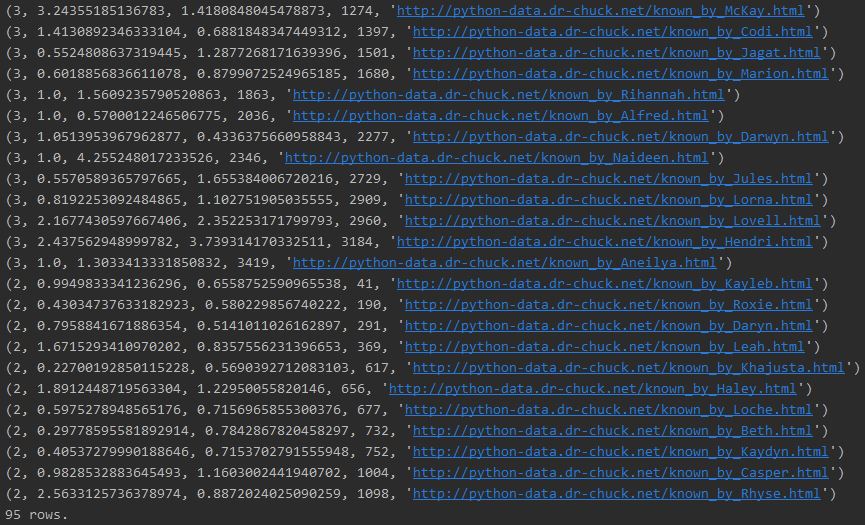 (3, 3.24355185136783, 1.4180848045478873, 1274, 'http://python-data.dr-chuck.net/known_by_McKay.html')
(3, 1.4130892346333104, 0.6881848347449312, 1397, 'http://python-data.dr-chuck.net/known_by_Codi.html')
(3, 0.5524808637319445, 1.2877268171639396, 1501, 'http://python-data.dr-chuck.net/known_by_Jagat.html')
(3, 0.6018856836611078, 0.8799072524965185, 1680, 'http://python-data.dr-chuck.net/known_by_Marion.html')
(3, 1.0, 1.5609235790520863, 1863, 'http://python-data.dr-chuck.net/known_by_Rihannah.html')
(3, 1.0, 0.5700012246506775, 2036, 'http://python-data.dr-chuck.net/known_by_Alfred.html')
(3, 1.0513953967962877, 0.4336375660958843, 2277, 'http://python-data.dr-chuck.net/known_by_Darwyn.html')
(3, 1.0, 4.255248017233526, 2346, 'http://python-data.dr-chuck.net/known_by_Naideen.html')
(3, 0.5570589365797665, 1.655384006720216, 2729, 'http://python-data.dr-chuck.net/known_by_Jules.html')
(3, 0.8192253092484865, 1.102751905035555, 2909, 'http://python-data.dr-chuck.net/known_by_Lorna.html')
(3, 2.1677430597667406, 2.352253171799793, 2960, 'http://python-data.dr-chuck.net/known_by_Lovell.html')
(3, 2.437562948999782, 3.739314170332511, 3184, 'http://python-data.dr-chuck.net/known_by_Hendri.html')
(3, 1.0, 1.3033413331850832, 3419, 'http://python-data.dr-chuck.net/known_by_Aneilya.html')
(2, 0.9949833341236296, 0.6558752590965538, 41, 'http://python-data.dr-chuck.net/known_by_Kayleb.html')
(2, 0.43034737633182923, 0.580229856740222, 190, 'http://python-data.dr-chuck.net/known_by_Roxie.html')
(2, 0.7958841671886354, 0.5141011026162897, 291, 'http://python-data.dr-chuck.net/known_by_Daryn.html')
(2, 1.6715293410970202, 0.8357556231396653, 369, 'http://python-data.dr-chuck.net/known_by_Leah.html')
(2, 0.22700192850115228, 0.5690392712083103, 617, 'http://python-data.dr-chuck.net/known_by_Khajusta.html')
(2, 1.8912448719563304, 1.22950055820146, 656, 'http://python-data.dr-chuck.net/known_by_Haley.html')
(2, 0.5975278948565176, 0.7156965855300376, 677, 'http://python-data.dr-chuck.net/known_by_Loche.html')
(2, 0.29778595581892914, 0.7842867820458297, 732, 'http://python-data.dr-chuck.net/known_by_Beth.html')
(2, 0.40537279990188646, 0.7153702791555948, 752, 'http://python-data.dr-chuck.net/known_by_Kaydyn.html')
(2, 0.9828532883645493, 1.1603002441940702, 1004, 'http://python-data.dr-chuck.net/known_by_Casper.html')
(2, 2.5633125736378974, 0.8872024025090259, 1098, 'http://python-data.dr-chuck.net/known_by_Rhyse.html')
95 rows.